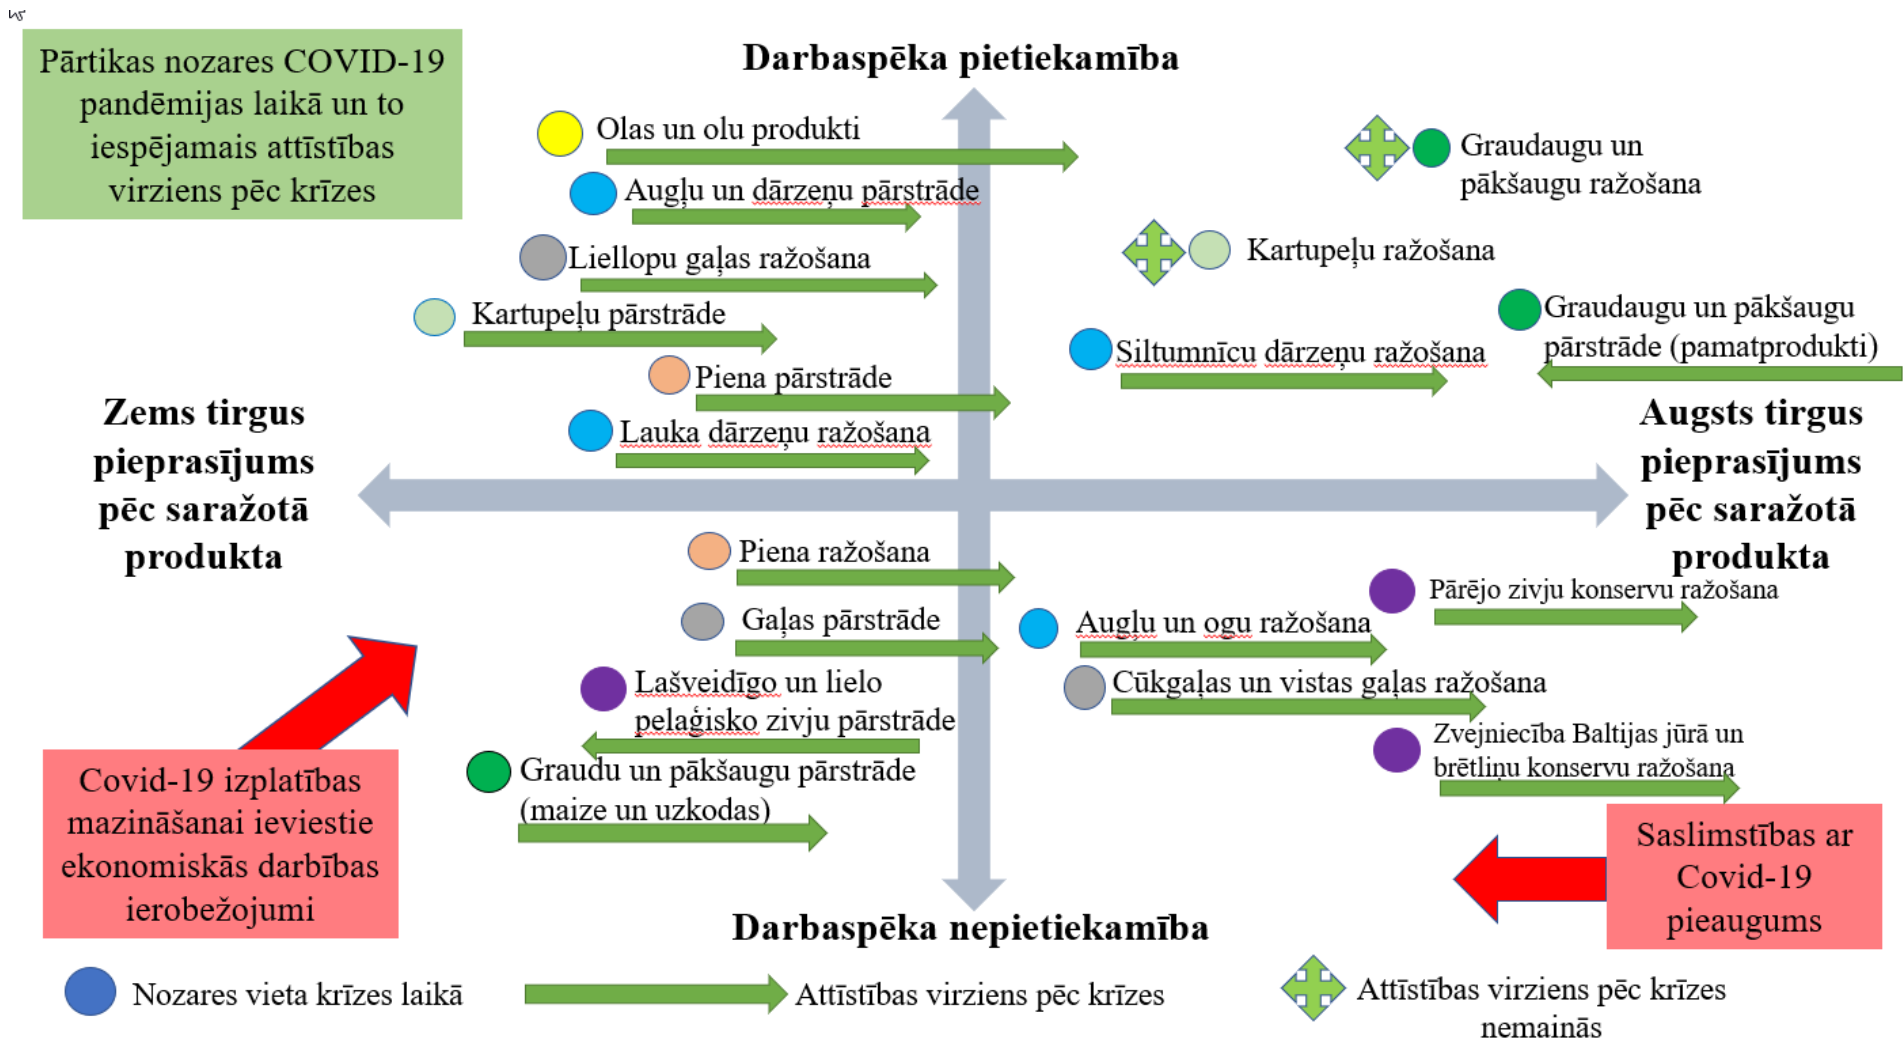 Pārtikas nozares COVID-19
pandēmijas laikā un to
iespējamais attīstības
virziens pēc krīzes
Darbaspēka pietiekamība
Olas un olu produkti
Augļu un dārzeņu pārstrāde
Liellopu gaļas ražošana
Kartupeļu pārstrāde
Piena pārstrāde
Lauka dārzeņu ražošana
Graudaugu un
pākšaugu ražošana
Kartupeļu ražošana
Graudaugu un pākšaugu
pārstrāde (pamatprodukti)
Siltumnīcu dārzeņu ražošana
Zems tirgus
pieprasījums
pēc saražotā
produkta
Augsts tirgus
pieprasījums
pēc saražotā
produkta
Piena ražošana
Gaļas pārstrāde
Lašveidīgo un lielo
pelaģisko zivju pārstrāde
Graudu un pākšaugu pārstrāde
(maize un uzkodas)
Pārējo zivju konservu ražošana
Augļu un ogu ražošana
Cūkgaļas un vistas gaļas ražošana
Zvejniecība Baltijas jūrā un
brētliņu konservu ražošana
Covid-19 izplatības
mazināšanai ieviestie
ekonomiskās darbības
ierobežojumi
Saslimstības ar
Covid-19
pieaugums
Darbaspēka nepietiekamība
Nozares vieta krīzes laikā
Attīstības virziens pēc krīzes
Attīstības virziens pēc krīzes
nemainās